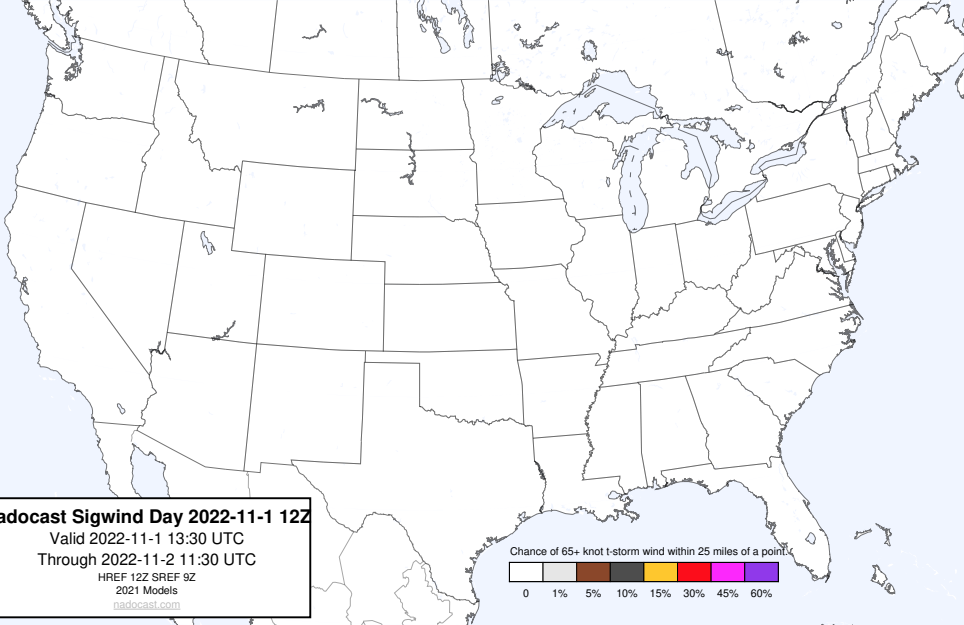 adocast Sigwind Day 2022-11-1 12Z
Valid 2022-11-1 13:30 UTC
Through 2022-11-2 11:30 UTC
HREF 12Z SREF 9Z
2021 Models
nadocast.com
Chance of 65+ knot t-storm wind within 25 miles of a point.
0 1% 5% 10% 15% 30% 45% 60%